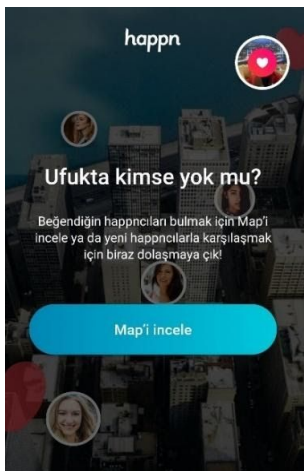 happn
Ufukta kimse yok mu?
Beğendiğin happncıları bulmak için Map'i
incele ya da yeni happncılarla karşılaşmak
için biraz dolaşmaya çık!
Map'i incele